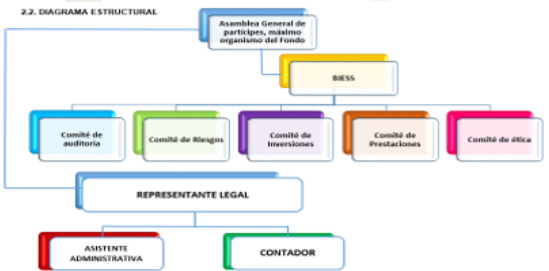 2.2. DIAGRAMA ESTRUCTURAL
Asamblea General de
partícipes, máximo
organismo del Fondo
BIESS
Comité de
auditoria
Comité de Riesgos
Comité de
Inversiones
Comité de
Prestaciones
Comité de ética
REPRESENTANTE LEGAL
ASISTENTE
ADMINISTRATIVA
CONTADOR